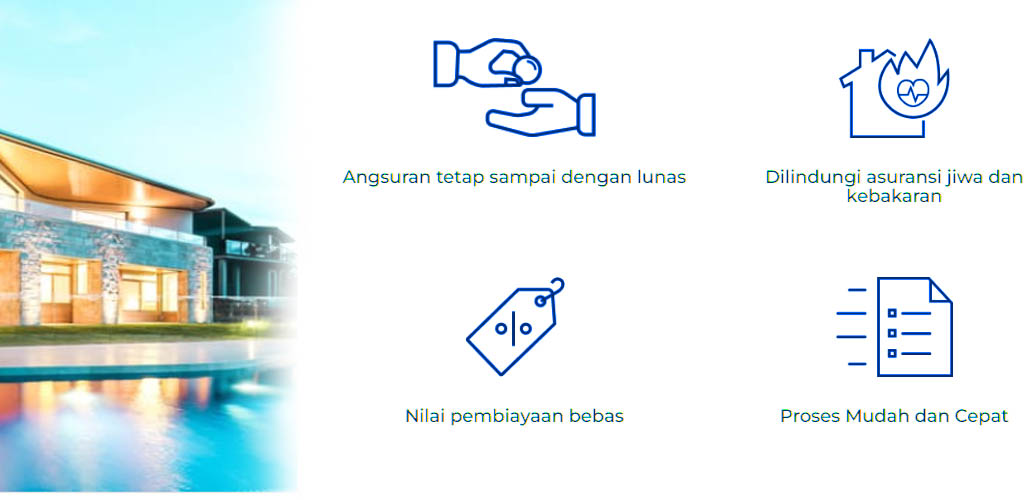 Angsuran tetap sampai dengan lunas
Dilindungi asuransi jiwa dan
kebakaran
Nilai pembiayaan bebas
Proses Mudah dan Cepat